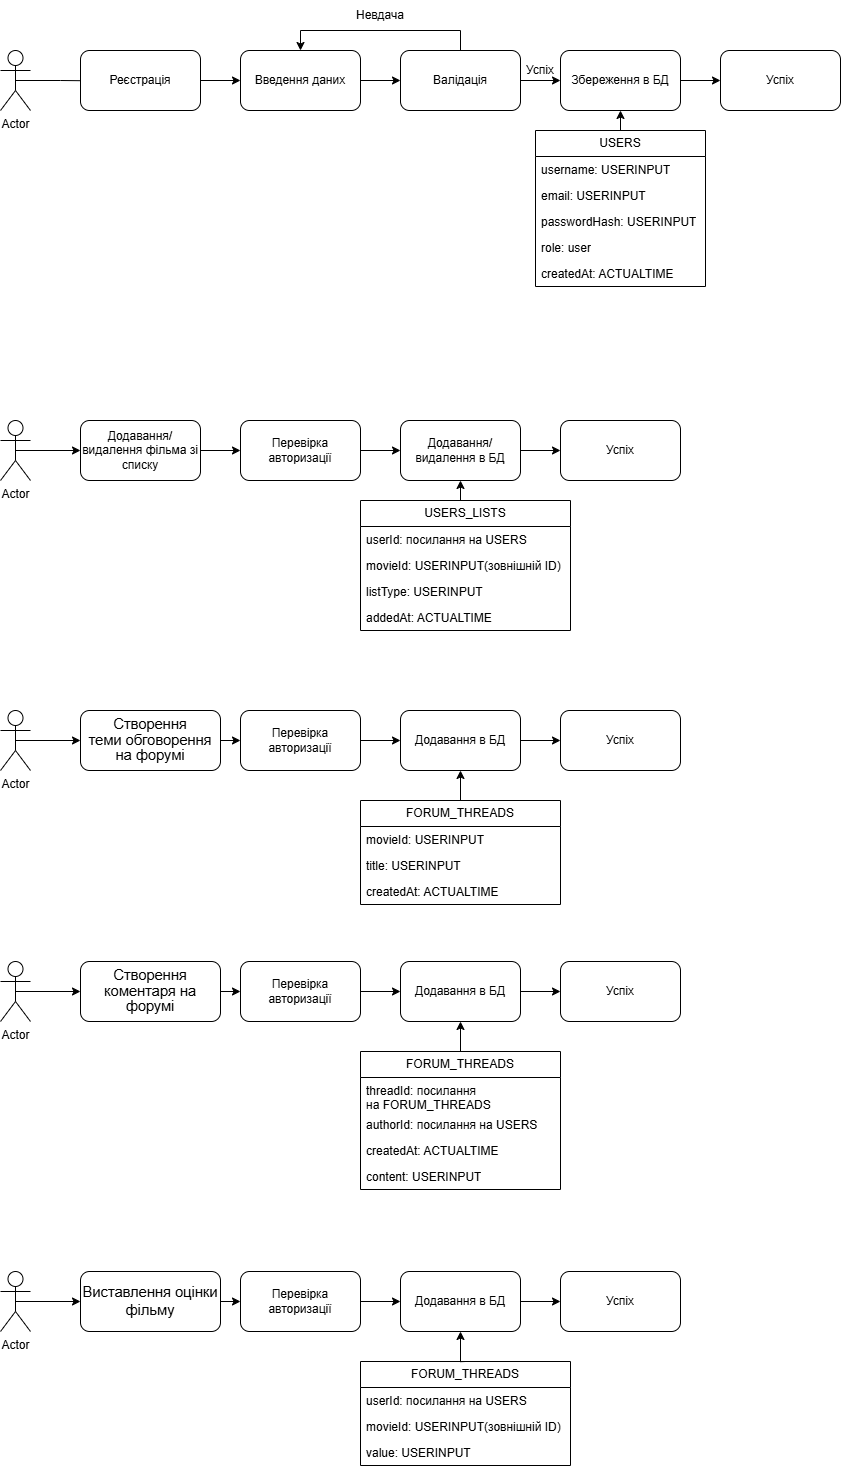 Невдача
Реєстрація
Введення даних
Валідація
Успіх
Збереження в БД
Успіх
Actor
USERS
username: USERINPUT
email: USERINPUT
passwordHash: USERINPUT
role: user
createdAt: ACTUALTIME
Додавання/
видалення фільма зі
списку
Перевірка
авторизації
Додавання/
видалення в БД
Успіх
Actor
USERS_LISTS
userId: посилання на USERS
movieId: USERINPUT(зовнішній ID)
listType: USERINPUT
addedAt: ACTUALTIME
Створення
теми обговорення
на форумі
Перевірка
авторизації
Додавання в БД
Успіх
Actor
FORUM_THREADS
movieId: USERINPUT
title: USERINPUT
createdAt: ACTUALTIME
Створення
коментаря на
форумі
Перевірка
авторизації
Додавання в БД
Успіх
Actor
FORUM_THREADS
threadId: посилання
на FORUM_THREADS
authorId: посилання на USERS
createdAt: ACTUALTIME
content: USERINPUT
Виставлення оцінки
фільму
Перевірка
авторизації
Додавання в БД
Успіх
Actor
FORUM_THREADS
userId: посилання на USERS
movieId: USERINPUT(зовнішній ID)
value: USERINPUT